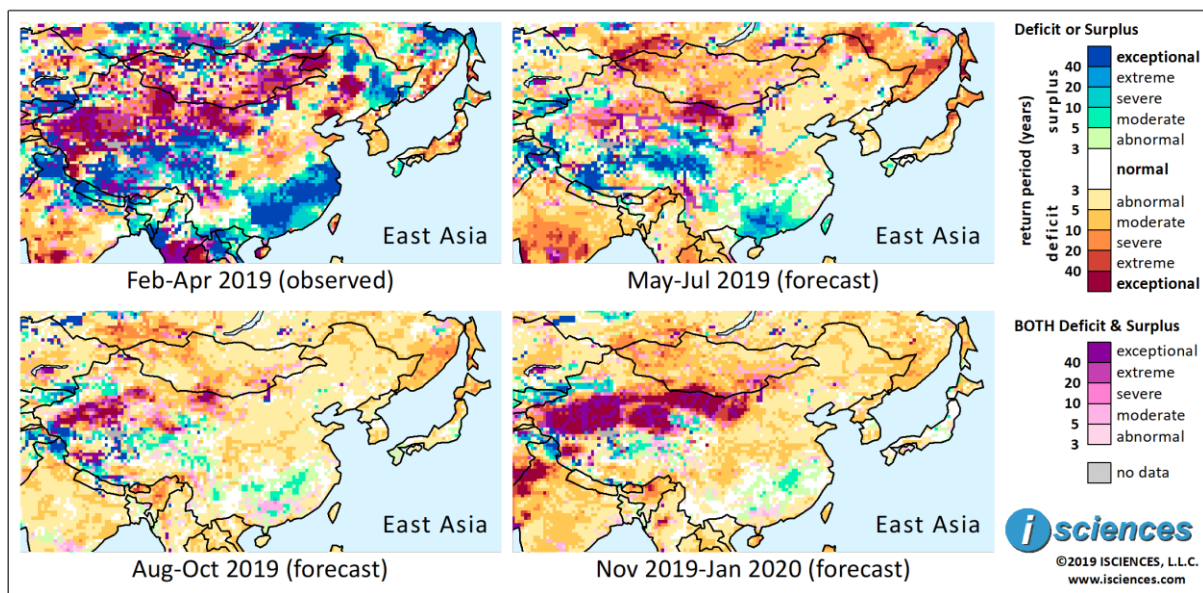 East Asia
Feb-Apr 2019 (observed)
East Asia
May-Jul 2019 (forecast)
East Asia
Aug-Oct 2019 (forecast)
East Asia
Nov 2019-Jan 2020 (forecast)
Deficit or Surplus
return period (years)
surplus
deficit
exceptional
40
extreme
20
severe
10
moderate
5
abnormal
3
normal
3
abnormal
5
moderate
10
severe
20
extreme
40
exceptional
BOTH Deficit & Surplus
exceptional
40
extreme
20
severe
10
moderate
5
abnormal
3
no data
isciences
©2019 ISCIENCES, L.L.C.
www.isciences.com